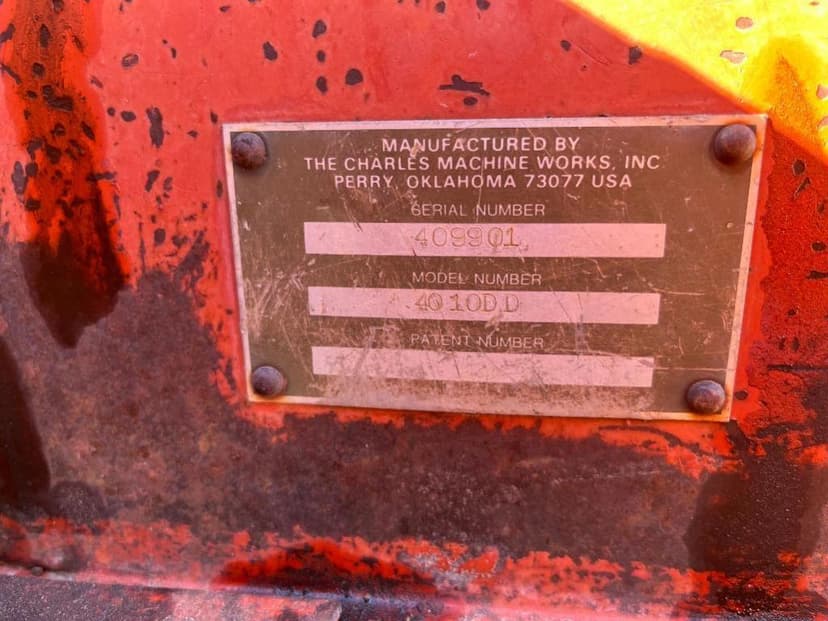 MANUFACTURED BY
THE CHARLES MACHINE WORKS, INC
PERRY, OKLAHOMA 73077 USA
SERIAL NUMBER
409901
MODEL NUMBER
4010DD
PATENT NUMBER